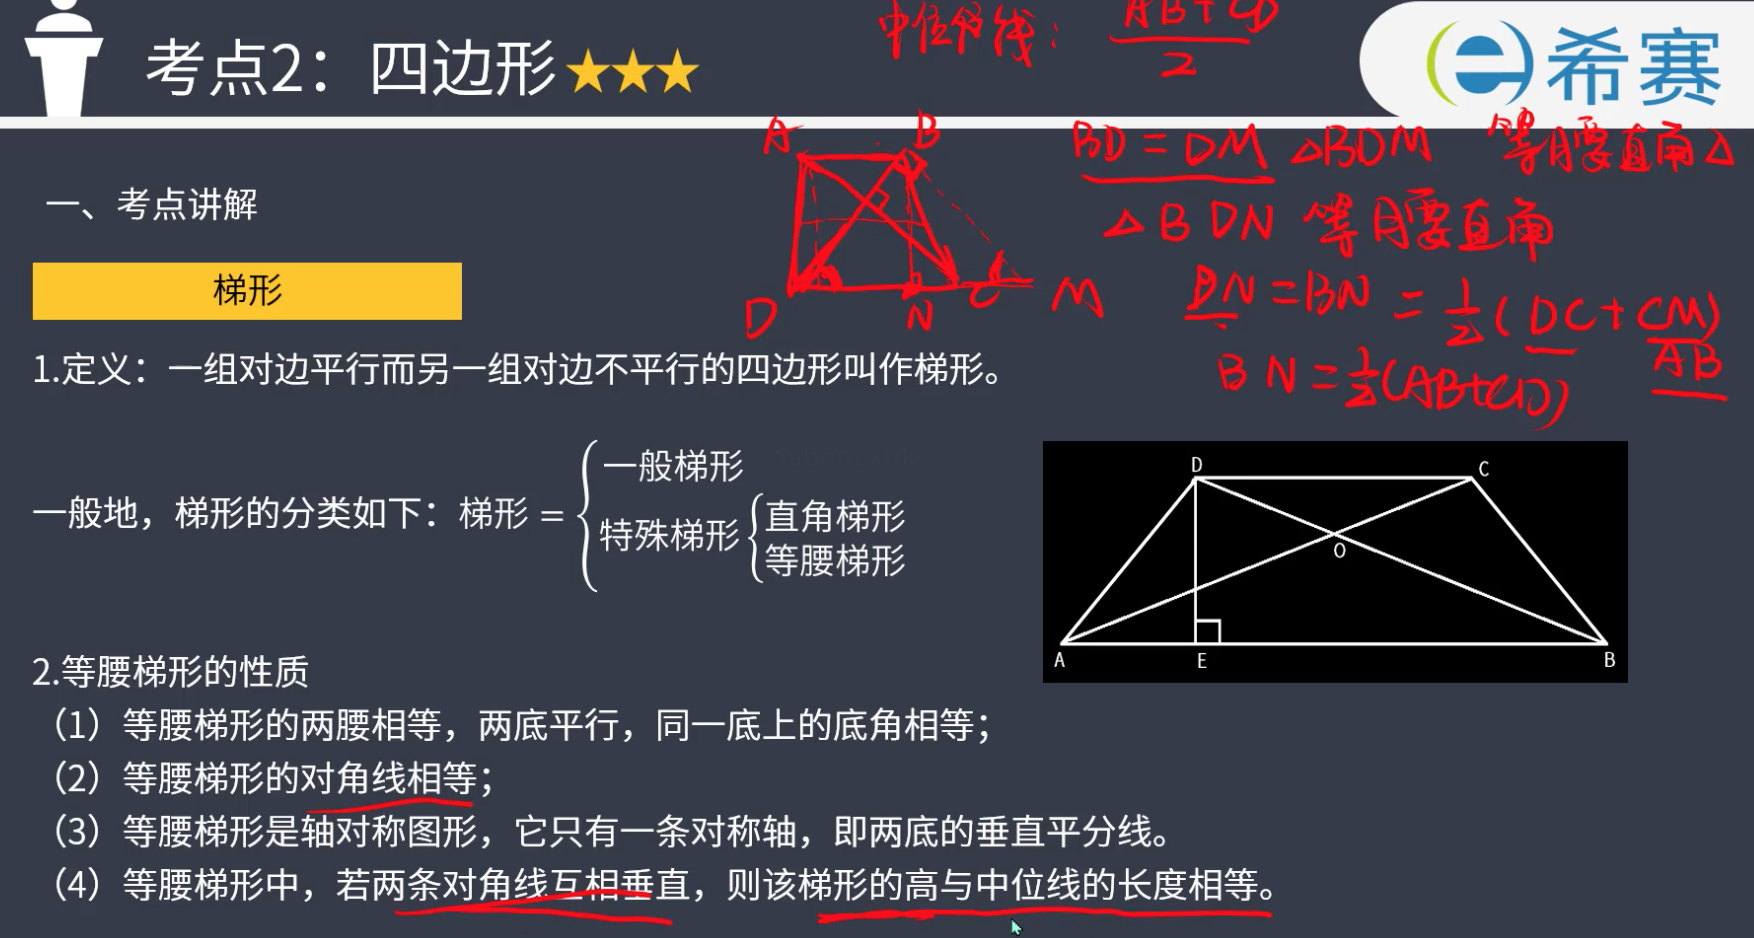 中位线：AB+CD/2
考点2：四边形★★★
希赛
A B
BD=DM △BDM 等腰直角△
一、考点讲解
△BDN 等腰直角
梯形
D N C M
DN=BN=1/2(DC+CM)
AB
BN=1/2(AB+CD)
1.定义：一组对边平行而另一组对边不平行的四边形叫作梯形。
一般地，梯形的分类如下：梯形=
一般梯形
特殊梯形
直角梯形
等腰梯形
D C
O
A E B
2.等腰梯形的性质
（1）等腰梯形的两腰相等，两底平行，同一底上的底角相等；
（2）等腰梯形的对角线相等；
（3）等腰梯形是轴对称图形，它只有一条对称轴，即两底的垂直平分线。
（4）等腰梯形中，若两条对角线互相垂直，则该梯形的高与中位线的长度相等。